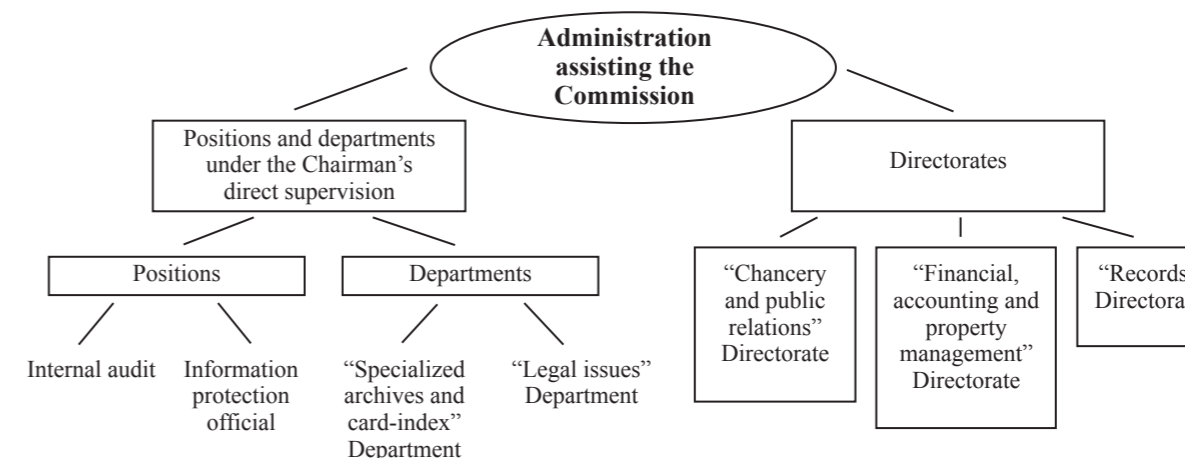 Administration
assisting the
Commission
Positions and departments
under the Chairman’s
direct supervision
Directorates
Positions
Departments
“Chancery
and public
relations”
Directorate
“Financial,
accounting and
property
management”
Directorate
“Records
Internal audit
Information
protection
official
“Specialized
archives and
card-index”
Department
“Legal issues”
Department